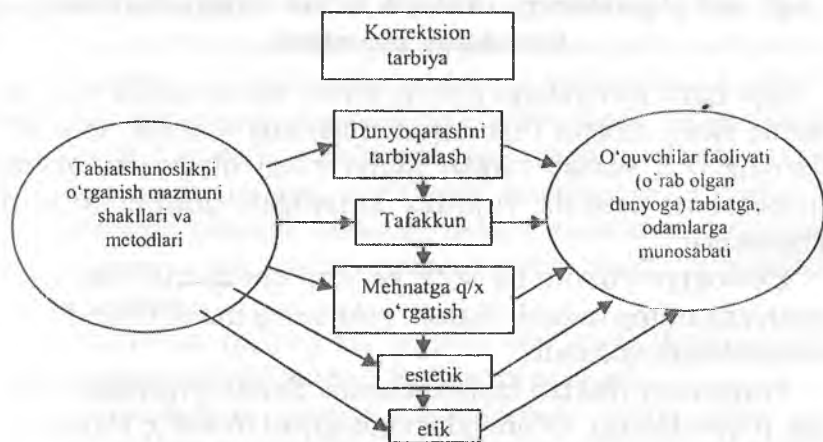 Korrektsion
tarbiya
Tabiatshunoslikni
o‘rganish mazmuni
shakllari va
metodlari
Dunyoqarashni
tarbiyalash
Tafakkun
Mehnatga q/x
o‘rgatish
estetik
etik
O‘quvchilar faoliyati
(o`rab olgan
dunyoga) tabiatga,
odamlarga
munosabati